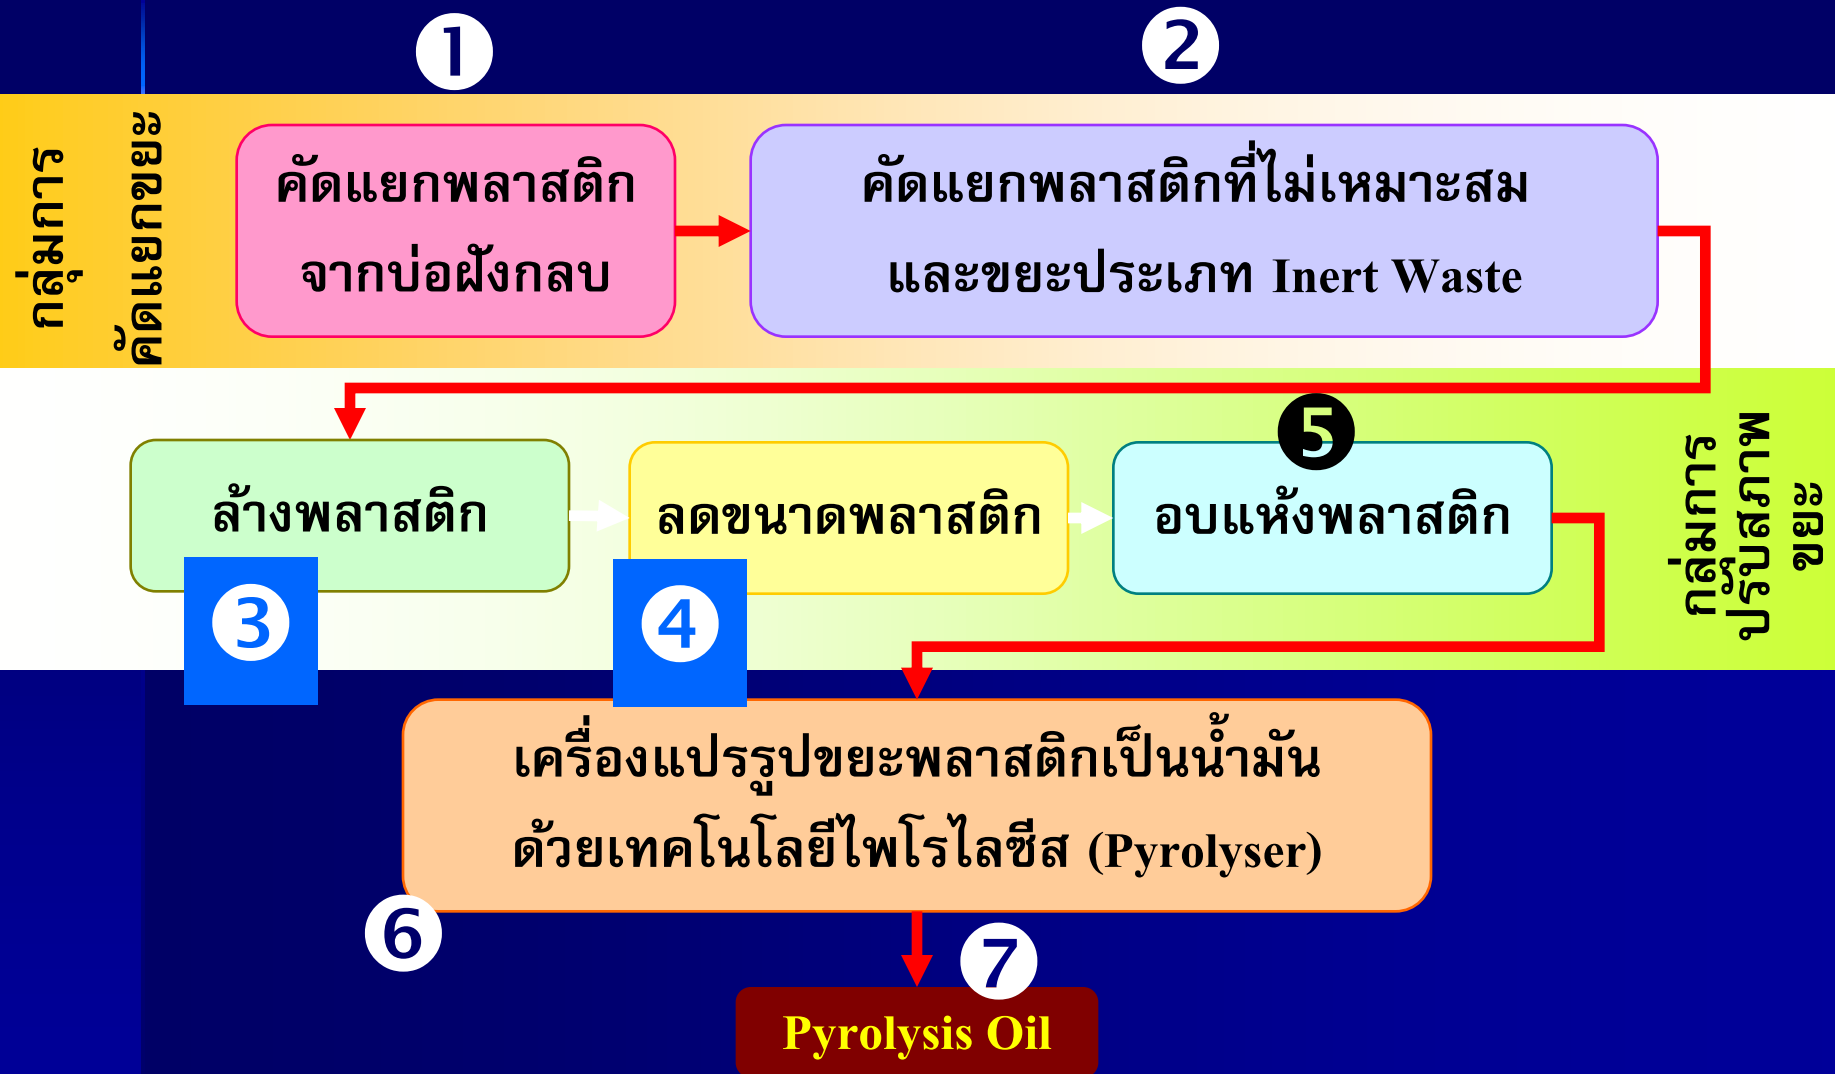 ❶
❷
กลุ่มการ
คัดแยกขยะ
คัดแยกพลาสติก
จากบ่อฝังกลบ
คัดแยกพลาสติกที่ไม่เหมาะสม
และขยะประเภท Inert Waste
❺
ล้างพลาสติก
ลดขนาดพลาสติก
อบแห้งพลาสติก
กลุ่มการ
ปรับสภาพ
ขยะ
❸
❹
เครื่องแปรรูปขยะพลาสติกเป็นน้ำมัน
ด้วยเทคโนโลยีไพโรไลซีส (Pyrolyser)
❻
❼
Pyrolysis Oil